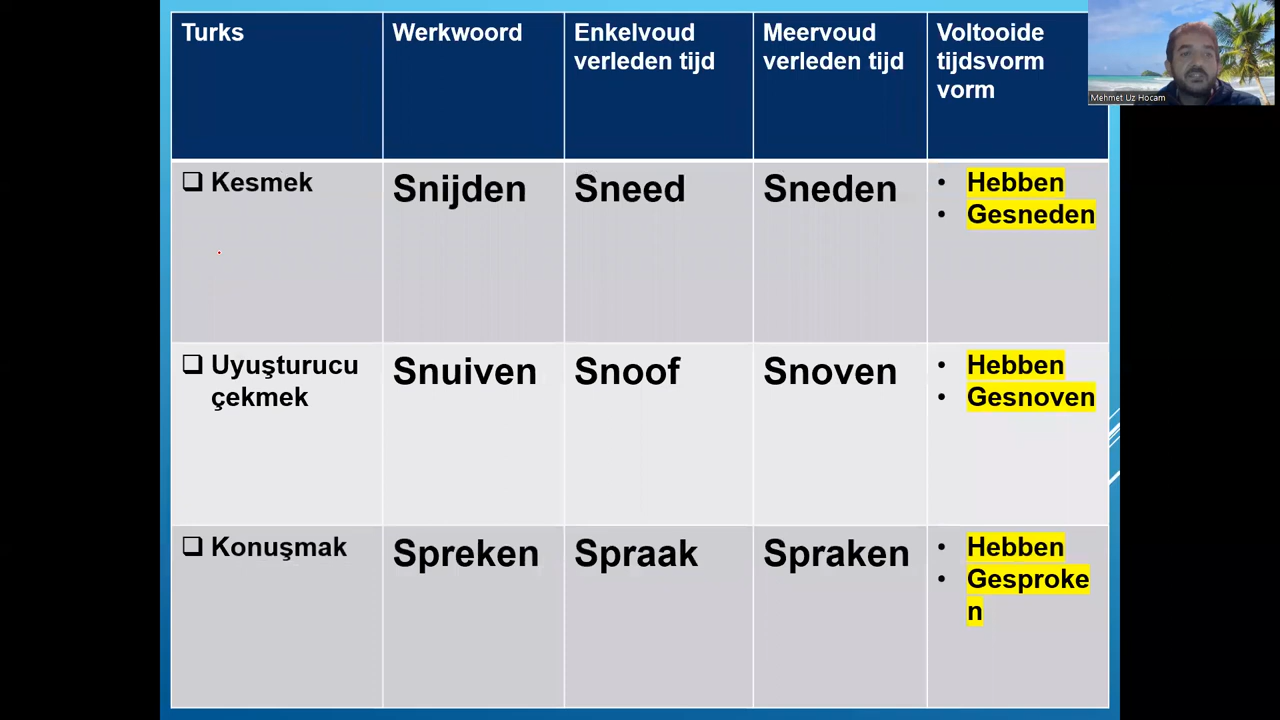 Turks
Werkwoord
Enkelvoud
verleden tijd
Meervoud
verleden tijd
Voltooide
tijdsvorm
vorm
Mehmet Uz Hocam
Kesmek
Snijden
Sneed
Sneden
Hebben
Gesneden
Uyuşturucu
çekmek
Snuiven
Snoof
Snoven
Hebben
Gesnoven
Konuşmak
Spreken
Spraak
Spraken
Hebben
Gesproke
n